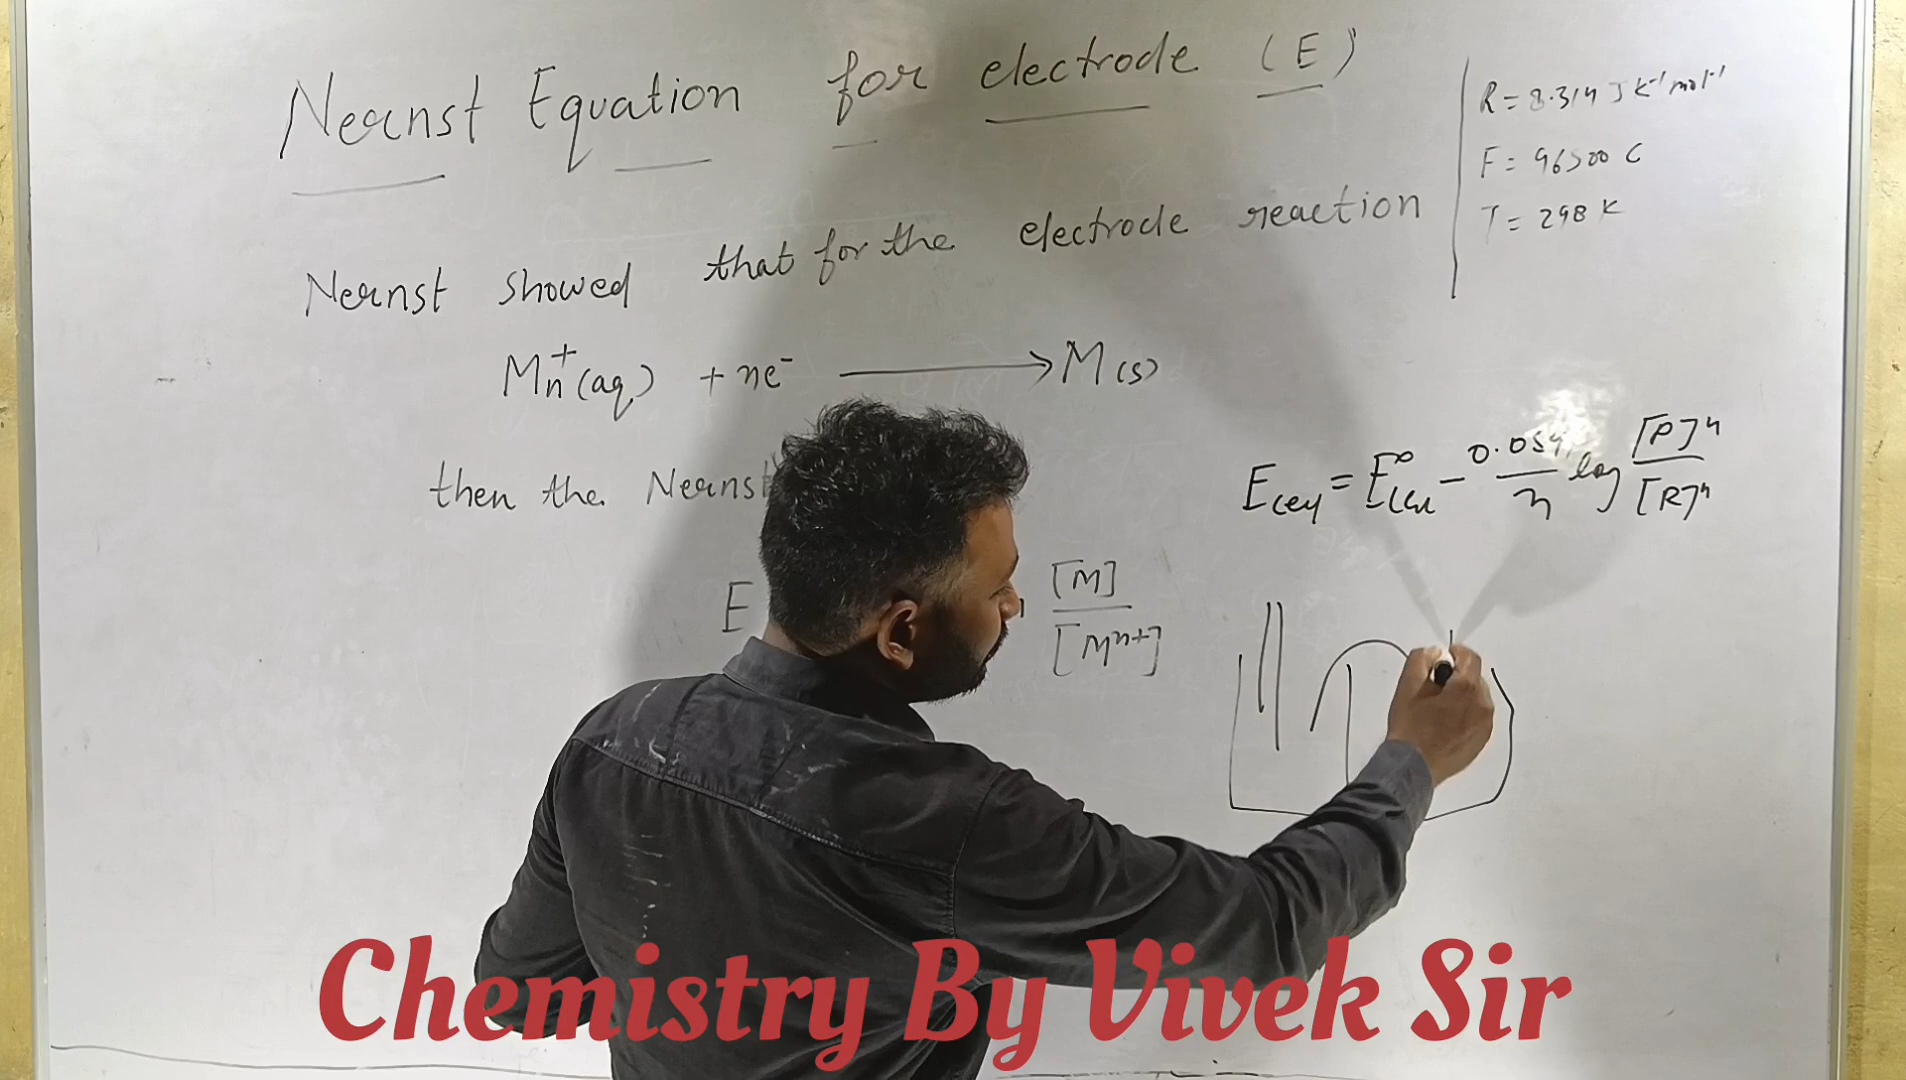 Nernst Equation for electrode (E)
R = 8.314 J K⁻¹ mol⁻¹
F = 96500 C
T = 298 K
Nernst showed that for the electrode reaction
Mn⁺(aq) + ne⁻ ⟶ M(s)
then the Nernst
E [M] / [Mⁿ⁺]
Ecell = E°cell - 0.059 / n log [P]ⁿ / [R]ⁿ
Chemistry By Vivek Sir